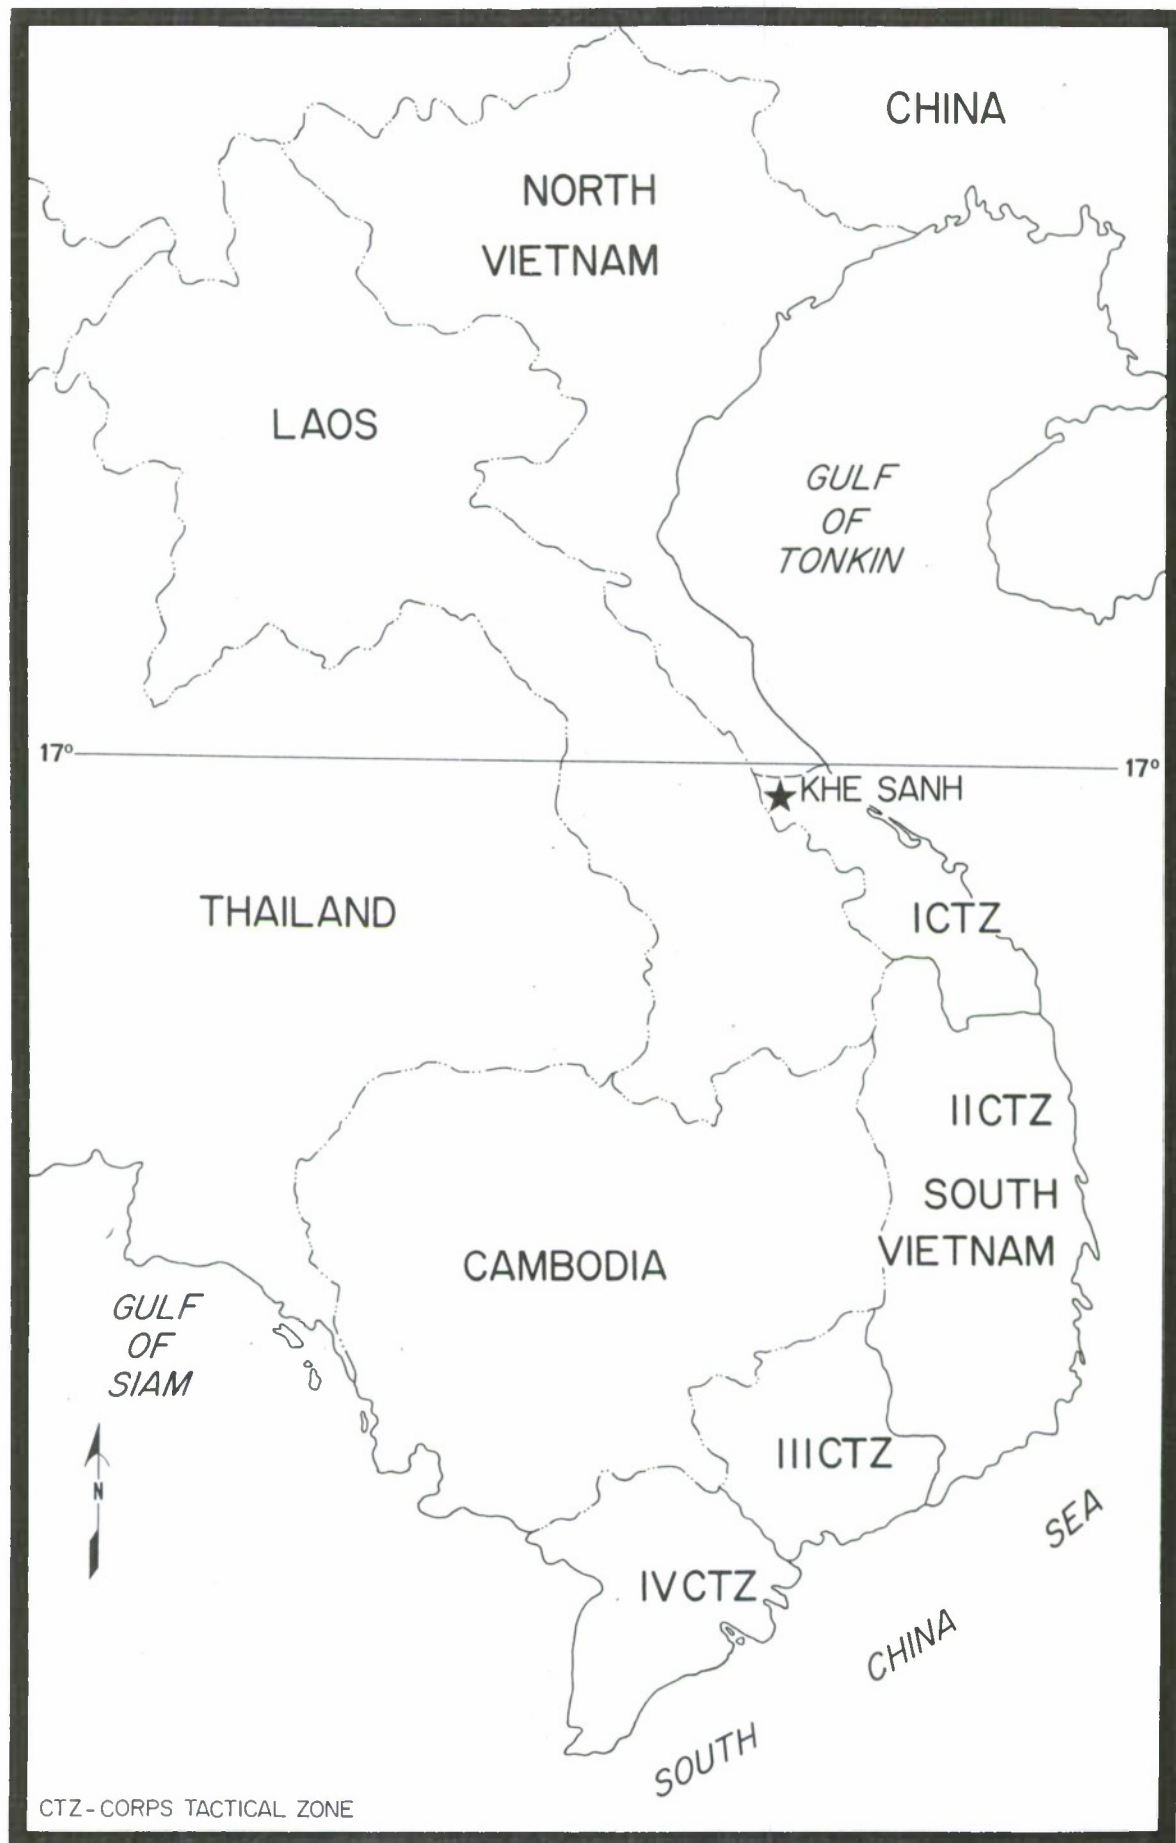 CHINA
NORTH
VIETNAM
LAOS
GULF
OF
TONKIN
17° 17°
KHE SANH
THAILAND
ICTZ
IICTZ
SOUTH
VIETNAM
CAMBODIA
GULF
OF
SIAM
N
IIICTZ
IVCTZ
SOUTH CHINA SEA
CTZ-CORPS TACTICAL ZONE